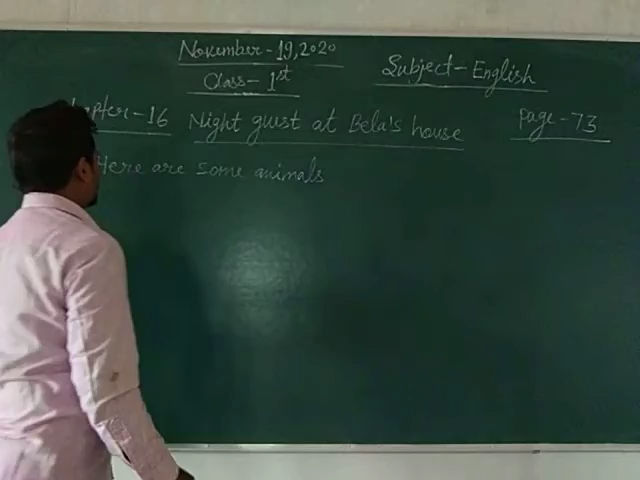 November-19,2020
Class-1st
Subject-English
hapter-16 Night guest at Bela's house page-73
Here are some animals